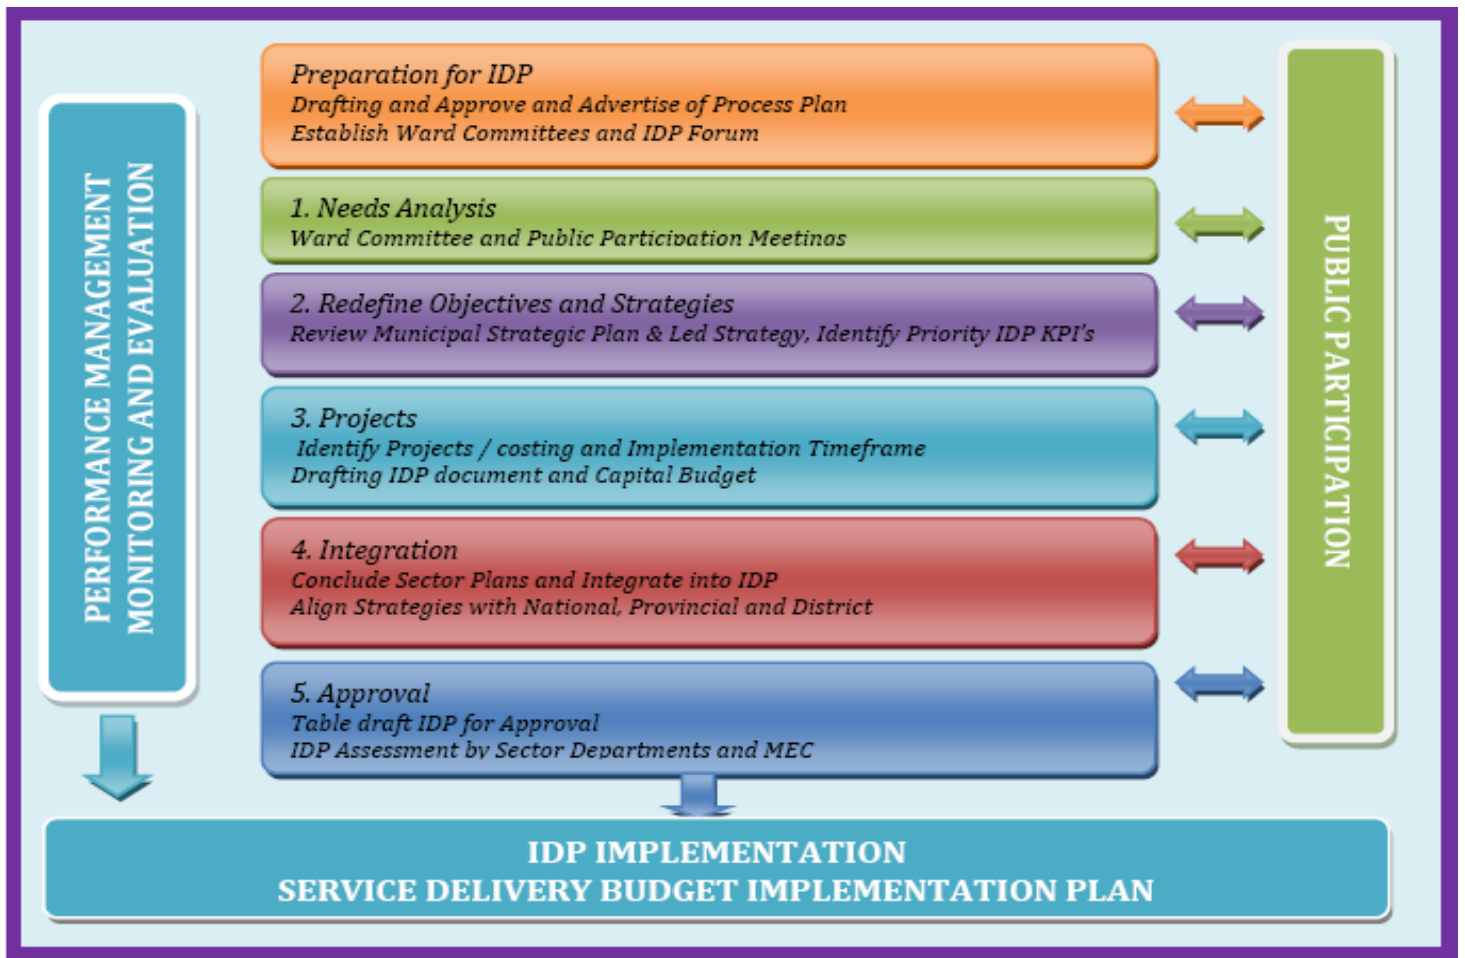 PERFORMANCE MANAGEMENT
MONITORING AND EVALUATION
Preparation for IDP
Drafting and Approve and Advertise of Process Plan
Establish Ward Committees and IDP Forum
1. Needs Analysis
Ward Committee and Public Participation Meetings
2. Redefine Objectives and Strategies
Review Municipal Strategic Plan & Led Strategy, Identify Priority IDP KPI's
3. Projects
Identify Projects / costing and Implementation Timeframe
Drafting IDP document and Capital Budget
4. Integration
Conclude Sector Plans and Integrate into IDP
Align Strategies with National, Provincial and District
5. Approval
Table draft IDP for Approval
IDP Assessment by Sector Departments and MEC
PUBLIC PARTICIPATION
IDP IMPLEMENTATION
SERVICE DELIVERY BUDGET IMPLEMENTATION PLAN